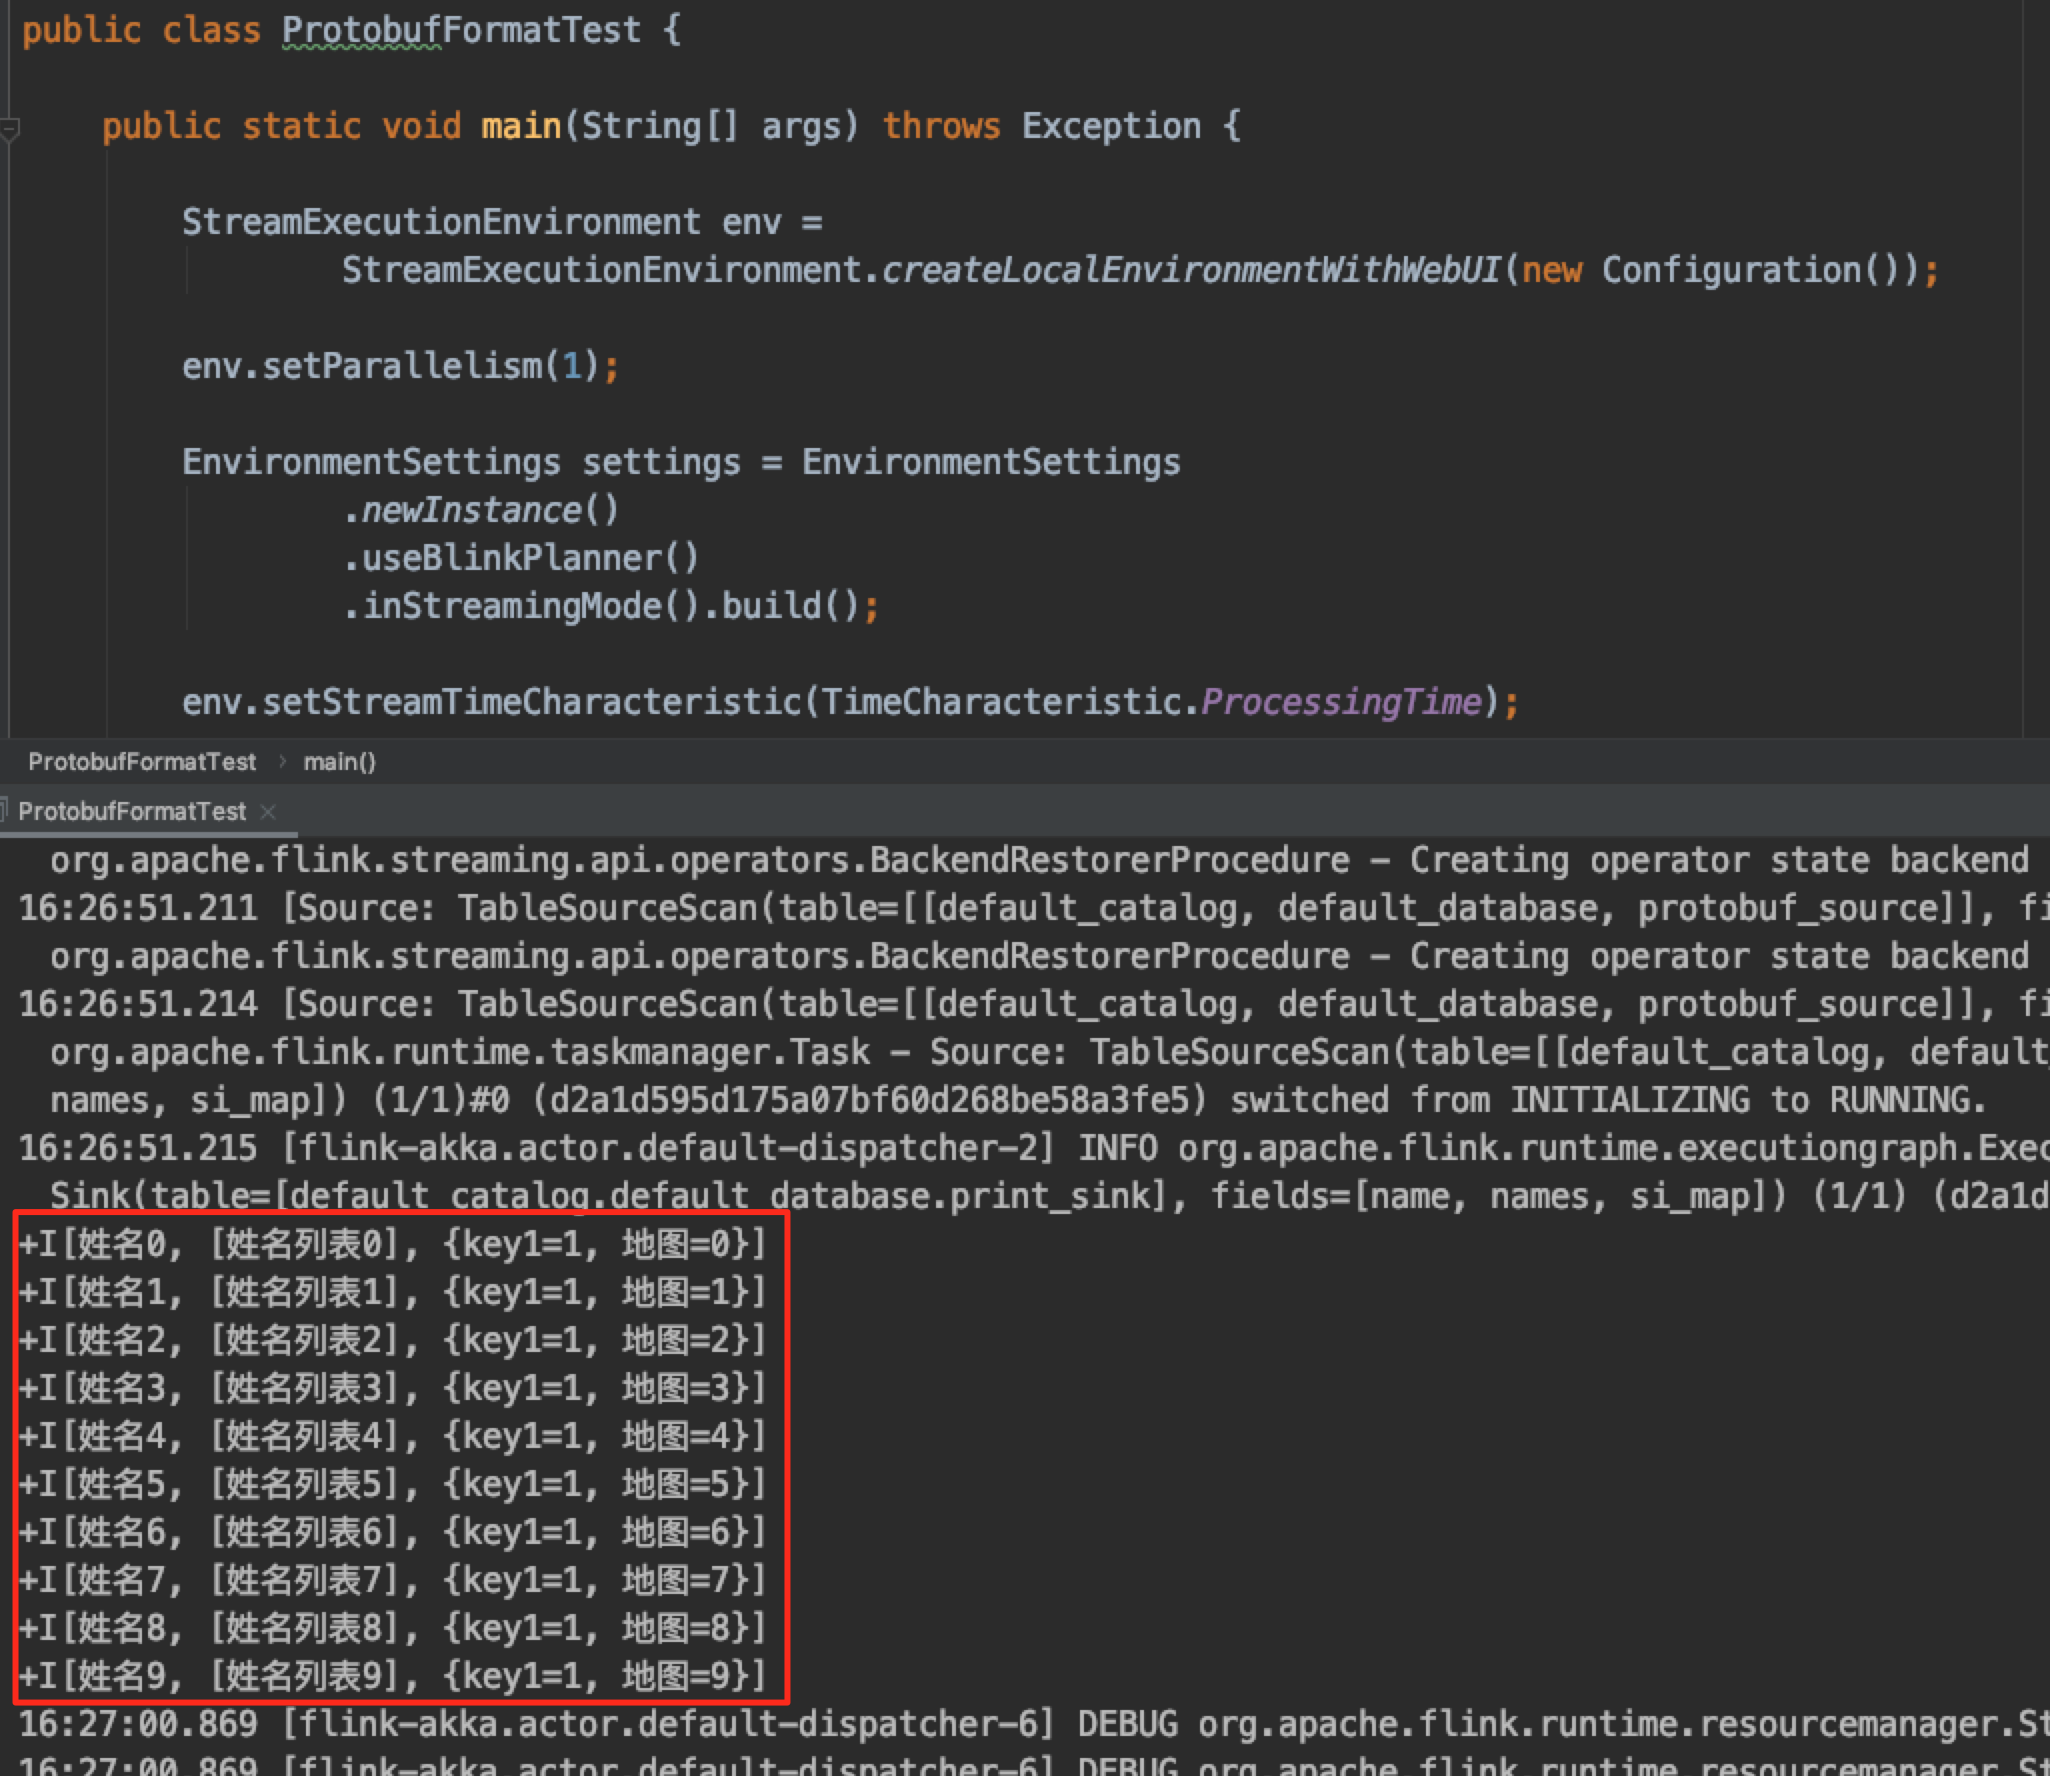 public class ProtobufFormatTest {
public static void main(String[] args) throws Exception {
StreamExecutionEnvironment env =
StreamExecutionEnvironment.createLocalEnvironmentWithWebUI(new Configuration());
env.setParallelism(1);
EnvironmentSettings settings = EnvironmentSettings
.newInstance()
.useBlinkPlanner()
.inStreamingMode().build();
env.setStreamTimeCharacteristic(TimeCharacteristic.ProcessingTime);
ProtobufFormatTest › main()
ProtobufFormatTest ×
org.apache.flink.streaming.api.operators.BackendRestorerProcedure – Creating operator state backend
16:26:51.211 [Source: TableSourceScan(table=[[default_catalog, default_database, protobuf_source]], fi
org.apache.flink.streaming.api.operators.BackendRestorerProcedure – Creating operator state backend
16:26:51.214 [Source: TableSourceScan(table=[[default_catalog, default_database, protobuf_source]], fi
org.apache.flink.runtime.taskmanager.Task – Source: TableSourceScan(table=[[default_catalog, default_
names, si_map]) (1/1)#0 (d2a1d595d175a07bf60d268be58a3fe5) switched from INITIALIZING to RUNNING.
16:26:51.215 [flink-akka.actor.default-dispatcher-2] INFO org.apache.flink.runtime.executiongraph.Exec
Sink(table=[default_catalog.default_database.print_sink], fields=[name, names, si_map]) (1/1) (d2a1d
+I[姓名0, [姓名列表0], {key1=1, 地图=0}]
+I[姓名1, [姓名列表1], {key1=1, 地图=1}]
+I[姓名2, [姓名列表2], {key1=1, 地图=2}]
+I[姓名3, [姓名列表3], {key1=1, 地图=3}]
+I[姓名4, [姓名列表4], {key1=1, 地图=4}]
+I[姓名5, [姓名列表5], {key1=1, 地图=5}]
+I[姓名6, [姓名列表6], {key1=1, 地图=6}]
+I[姓名7, [姓名列表7], {key1=1, 地图=7}]
+I[姓名8, [姓名列表8], {key1=1, 地图=8}]
+I[姓名9, [姓名列表9], {key1=1, 地图=9}]
16:27:00.869 [flink-akka.actor.default-dispatcher-6] DEBUG org.apache.flink.runtime.resourcemanager.St
16:27:00.869 [flink-akka.actor.default-dispatcher-6] DEBUG org.apache.flink.runtime.resourcemanager.St